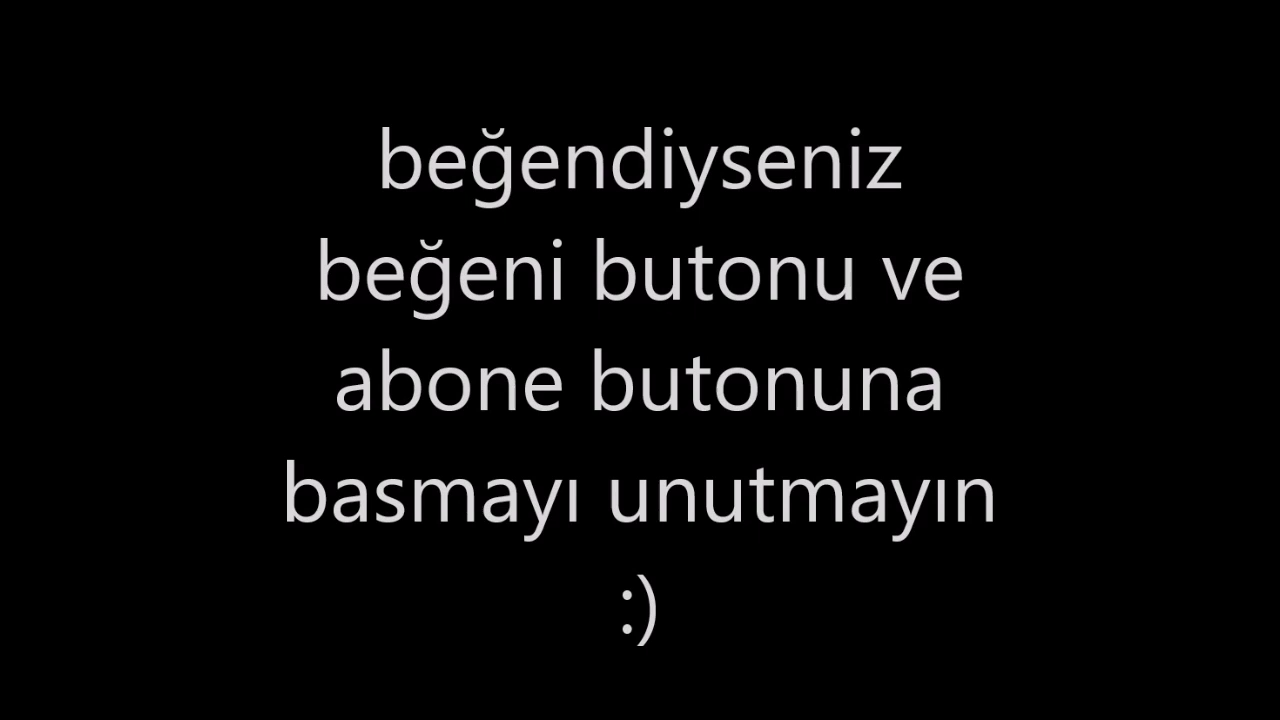 beğendiyseniz
beğeni butonu ve
abone butonuna
basmayı unutmayın
:)